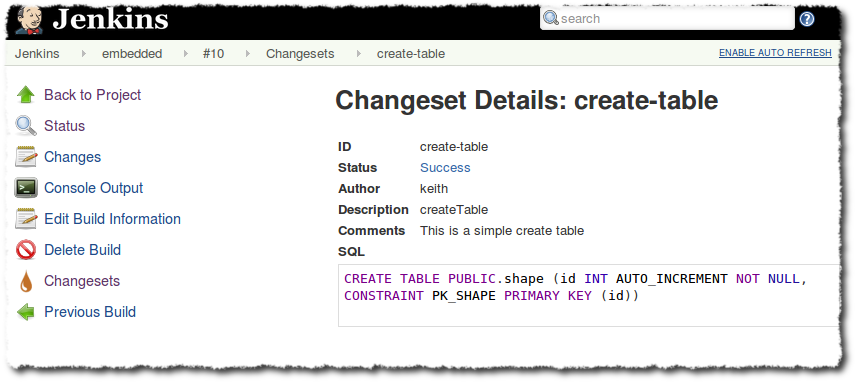 Jenkins
search
Jenkins embedded #10 Changesets create-table
ENABLE AUTO REFRESH
Back to Project
Status
Changes
Console Output
Edit Build Information
Delete Build
Changesets
Previous Build
Changeset Details: create-table
ID create-table
Status Success
Author keith
Description createTable
Comments This is a simple create table
SQL
CREATE TABLE PUBLIC.shape (id INT AUTO_INCREMENT NOT NULL,
CONSTRAINT PK_SHAPE PRIMARY KEY (id))